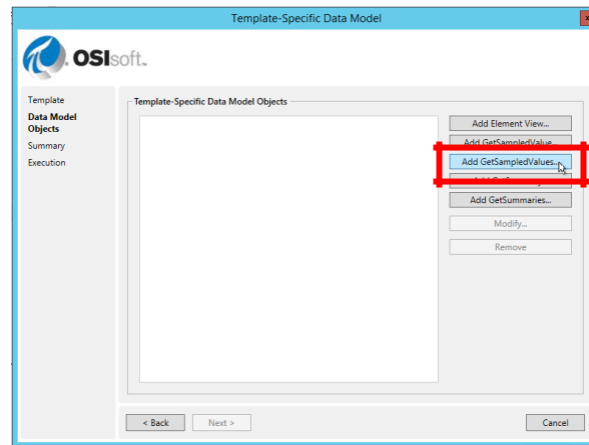 Template-Specific Data Model
OSIsoft.
Template
Data Model
Objects
Summary
Execution
Template-Specific Data Model Objects
Add Element View...
Add GetSampledValue...
Add GetSampledValues...
Add GetSummaries...
Modify...
Remove
< Back
Next >
Cancel